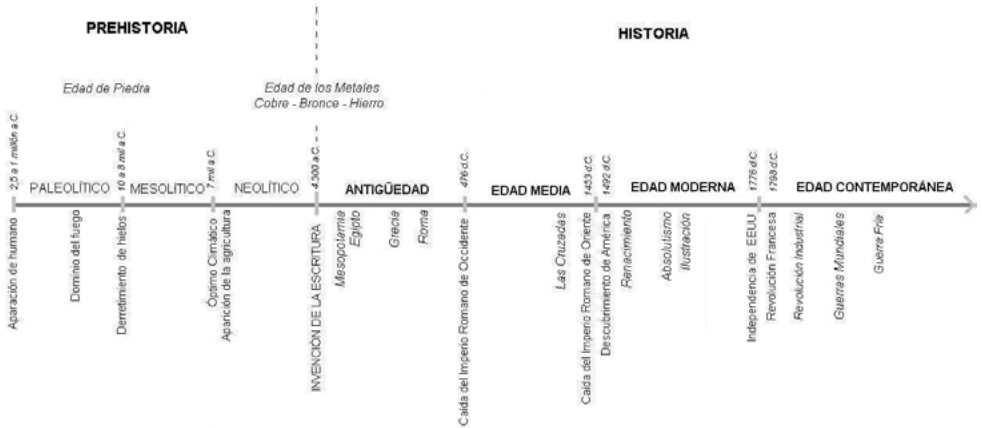 PREHISTORIA
HISTORIA
Edad de Piedra
Edad de los Metales
Cobre - Bronce - Hierro
2,5 a 1 millón a.C.
10 a 8 mil a.C.
7 mil a.C.
4.300 a.C.
476 d.C.
1453 d.C.
1492 d.C.
1776 d.C.
1798 d.C.
PALEOLÍTICO
MESOLÍTICO
NEOLÍTICO
ANTIGÜEDAD
EDAD MEDIA
EDAD MODERNA
EDAD CONTEMPORÁNEA
Aparación de humano
Dominio del fuego
Derretimiento de hielos
Óptimo Climático
Aparición de la agricultura
INVENCIÓN DE LA ESCRITURA
Mesopotamia
Egipto
Grecia
Roma
Caída del Imperio Romano de Occidente
Las Cruzadas
Caída del Imperio Romano de Oriente
Descubrimiento de América
Renacimiento
Absolutismo
Ilustración
Independencia de EEUU
Revolución Francesa
Revolución Industrial
Guerras Mundiales
Guerra Fría